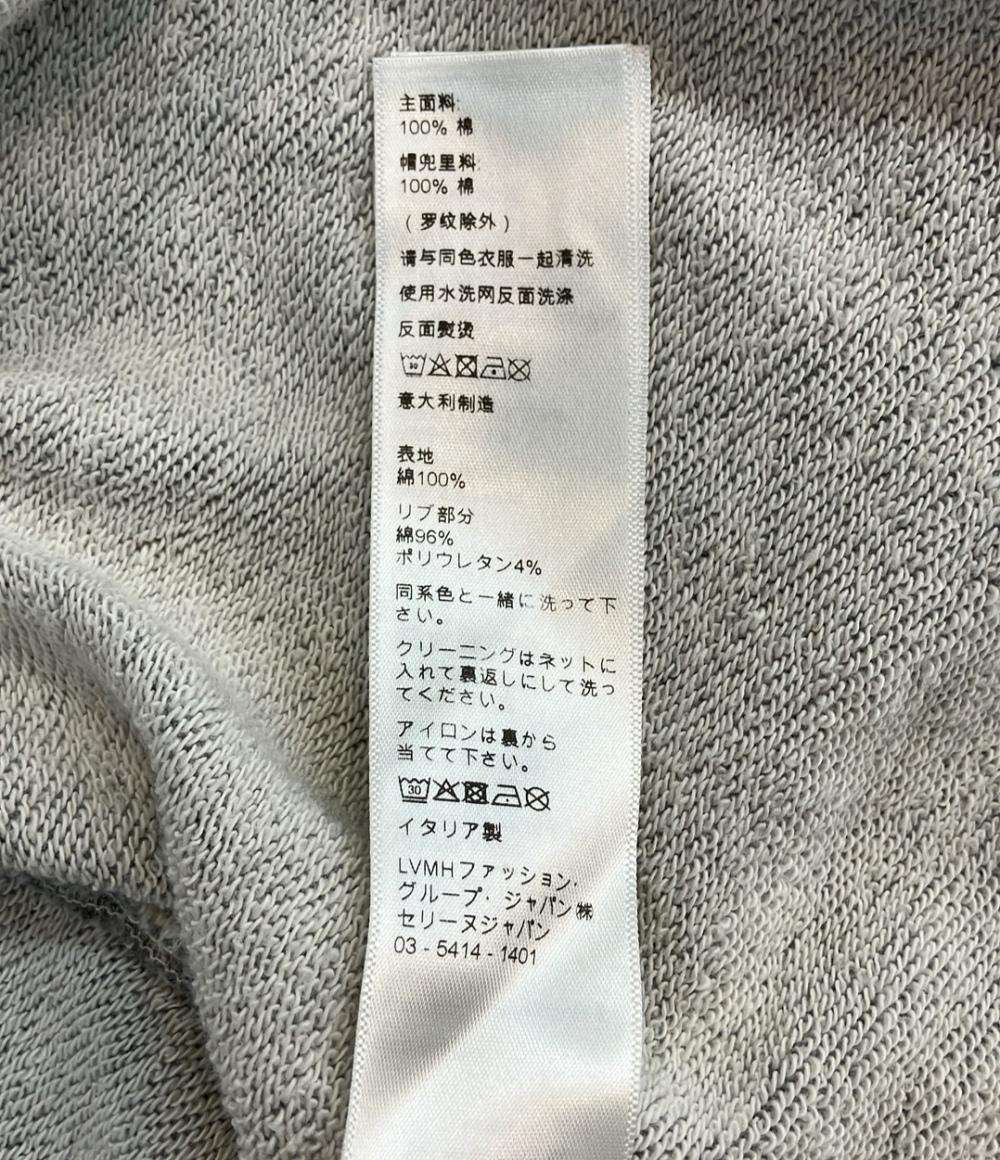 主面料:
100% 棉
帽兜里料:
100% 棉
（罗纹除外）
请与同色衣服一起清洗
使用水洗网反面洗涤
反面熨烫
30
意大利制造
表地
綿100%
リブ部分
綿96%
ポリウレタン4%
同系色と一緒に洗って下
さい。
クリーニングはネットに
入れて裏返しにして洗っ
てください。
アイロンは裏から
当てて下さい。
30
イタリア製
LVMHファッション・
グループ・ジャパン㈱
セリーヌジャパン
03 - 5414 - 1401